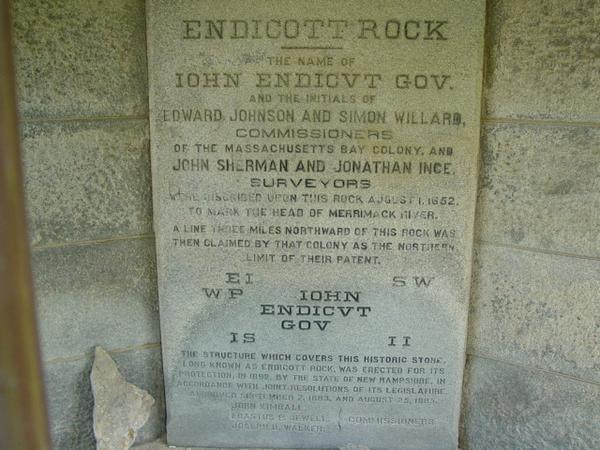 ENDICOTT ROCK
THE NAME OF
IOHN ENDICVT GOV.
AND THE INITIALS OF
EDWARD JOHNSON AND SIMON WILLARD,
COMMISSIONERS
OF THE MASSACHUSETTS BAY COLONY, AND
JOHN SHERMAN AND JONATHAN INCE,
SURVEYORS
WERE INSCRIBED UPON THIS ROCK AUGUST 1, 1652,
TO MARK THE HEAD OF MERRIMACK RIVER.
A LINE THREE MILES NORTHWARD OF THIS ROCK WAS
THEN CLAIMED BY THAT COLONY AS THE NORTHERN
LIMIT OF THEIR PATENT.
EI SW
WP IOHN
ENDICVT
GOV
IS II
THE STRUCTURE WHICH COVERS THIS HISTORIC STONE,
LONG KNOWN AS ENDICOTT ROCK, WAS ERECTED FOR ITS
PROTECTION, IN 1892, BY THE STATE OF NEW HAMPSHIRE, IN
ACCORDANCE WITH JOINT RESOLUTIONS OF ITS LEGISLATURE,
APPROVED SEPTEMBER 7, 1883, AND AUGUST 25, 1885.
JOHN KIMBALL,
ERASTUS P. JEWELL, COMMISSIONERS
JOSEPH B. WALKER,